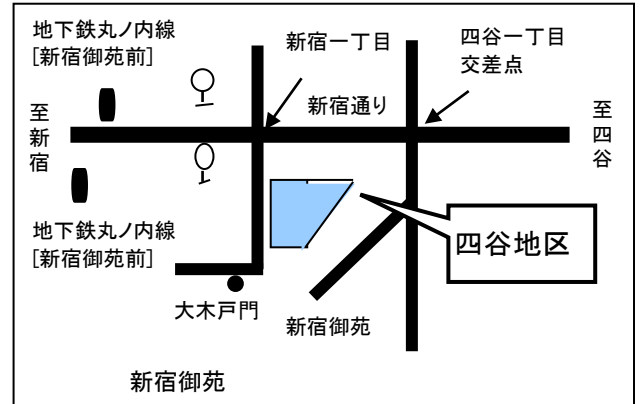 地下鉄丸ノ内線
[新宿御苑前]
新宿一丁目
四谷一丁目
交差点
新宿通り
至新宿
至四谷
地下鉄丸ノ内線
[新宿御苑前]
四谷地区
大木戸門
新宿御苑
新宿御苑